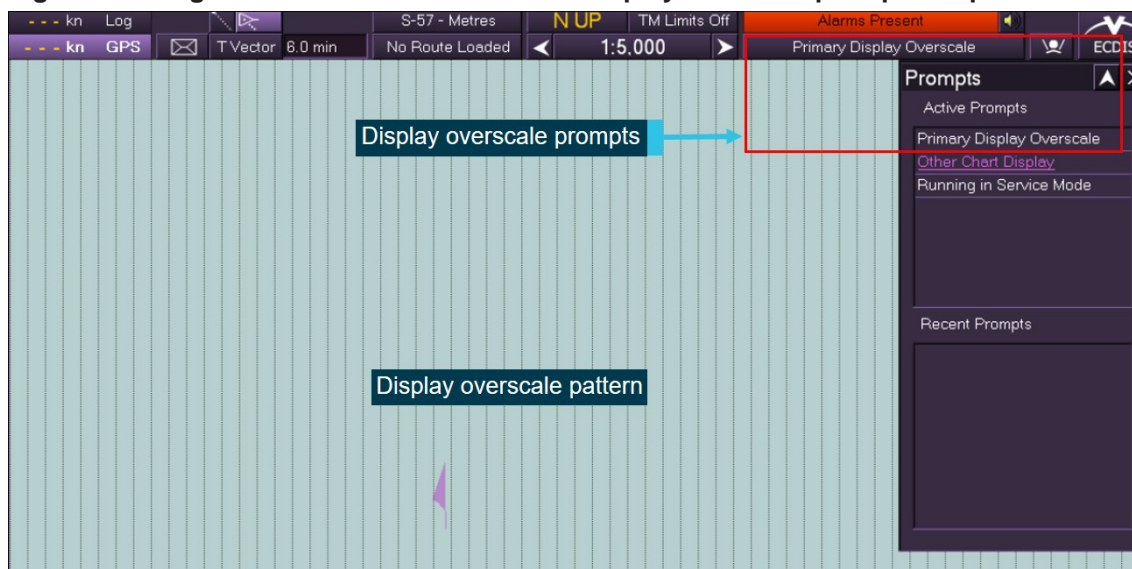 - - - kn Log S-57 - Metres N UP TM Limits Off Alarms Present
- - - kn GPS T Vector 6.0 min No Route Loaded < 1:5,000 > Primary Display Overscale ECDIS
Prompts
Active Prompts
Display overscale prompts
Primary Display Overscale
Other Chart Display
Running in Service Mode
Recent Prompts
Display overscale pattern